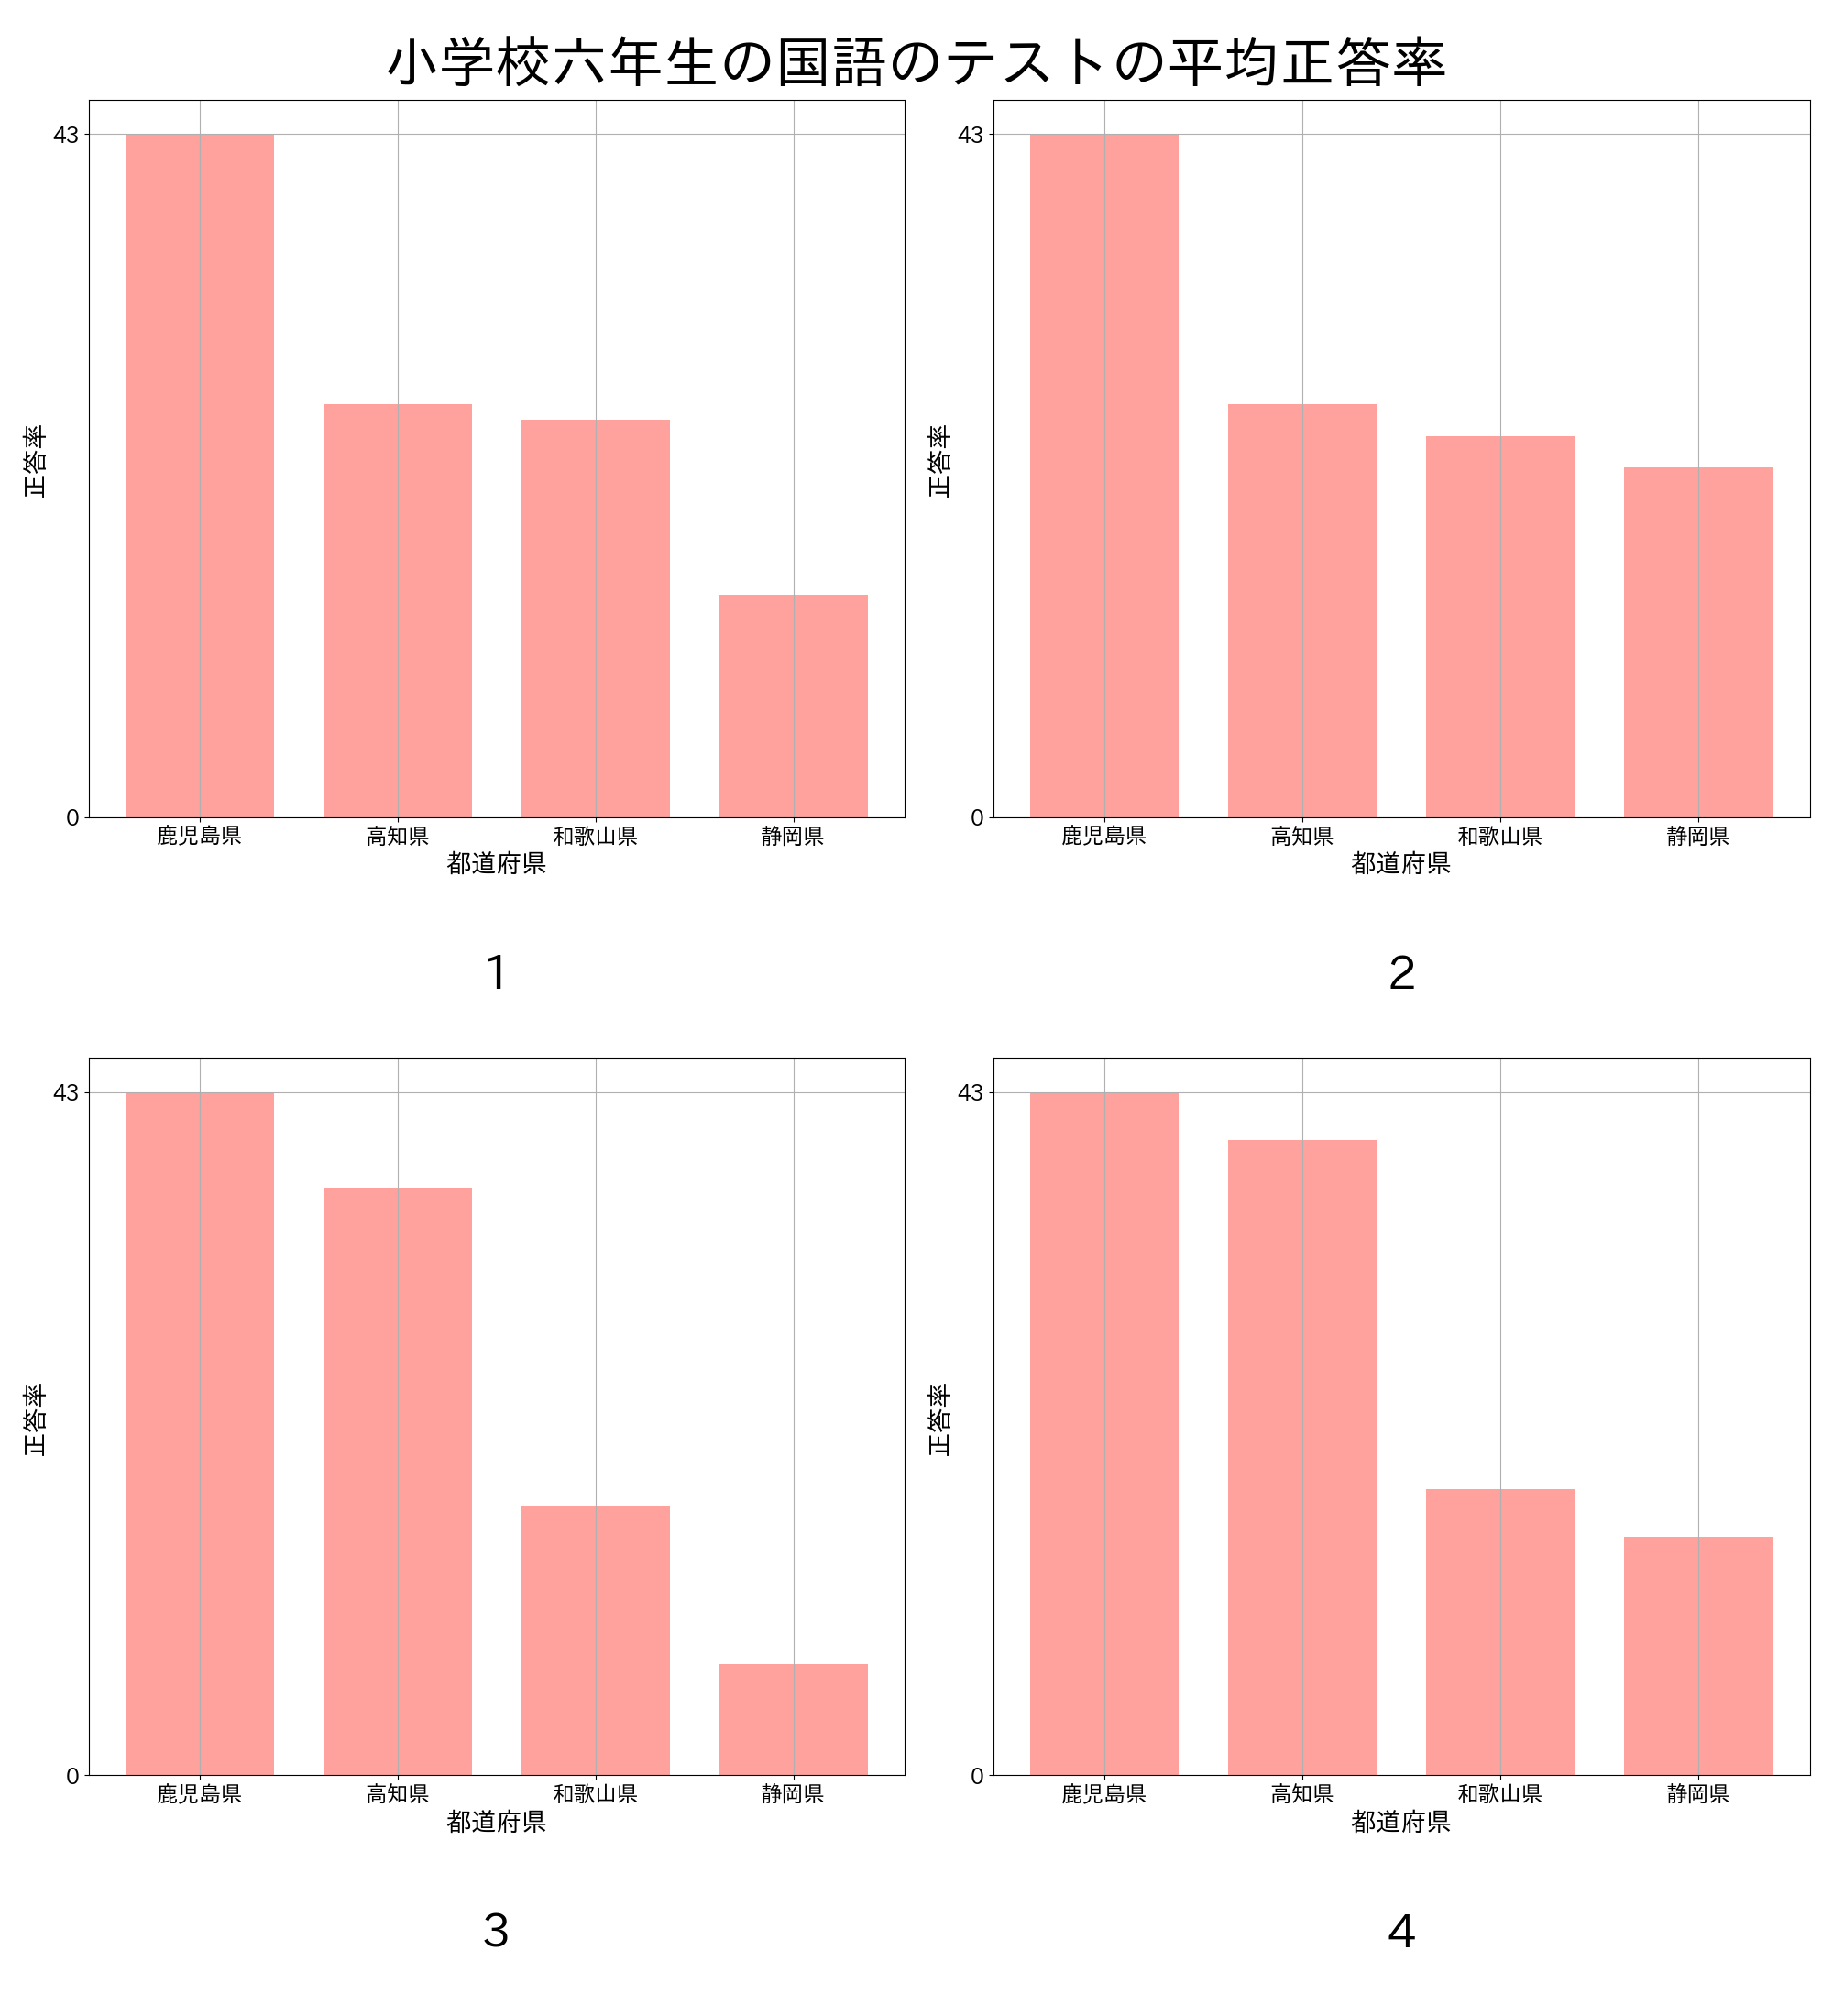 小学校六年生の国語のテストの平均正答率
43
0
正答率
鹿児島県 高知県 和歌山県 静岡県
都道府県
1
43
0
正答率
鹿児島県 高知県 和歌山県 静岡県
都道府県
2
43
0
正答率
鹿児島県 高知県 和歌山県 静岡県
都道府県
3
43
0
正答率
鹿児島県 高知県 和歌山県 静岡県
都道府県
4